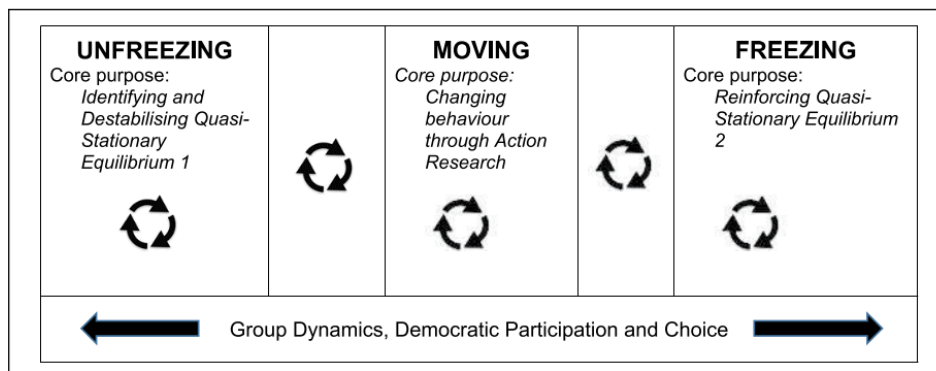 UNFREEZING
Core purpose:
Identifying and
Destabilising Quasi-
Stationary
Equilibrium 1
MOVING
Core purpose:
Changing
behaviour
through Action
Research
FREEZING
Core purpose:
Reinforcing Quasi-
Stationary Equilibrium
2
Group Dynamics, Democratic Participation and Choice